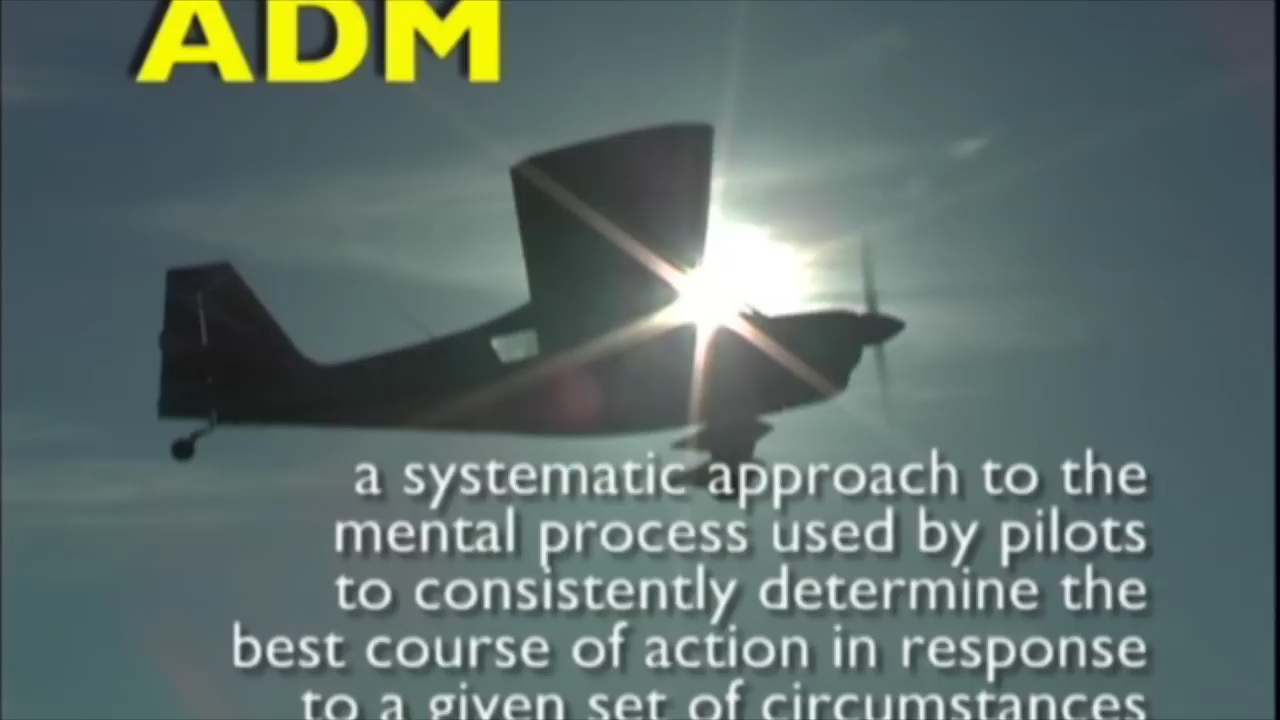 ADM
a systematic approach to the
mental process used by pilots
to consistently determine the
best course of action in response
to a given set of circumstances